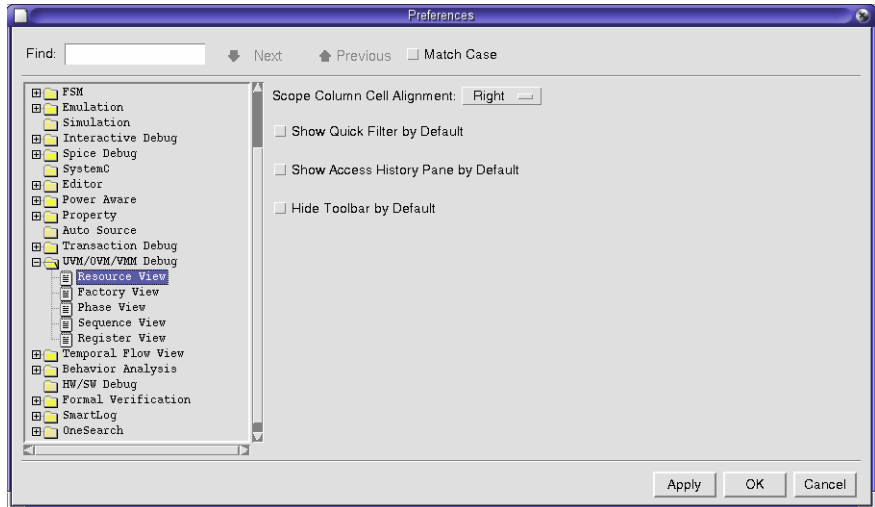 Preferences
Find: Next Previous Match Case
FSM
Emulation
Simulation
Interactive Debug
Spice Debug
SystemC
Editor
Power Aware
Property
Auto Source
Transaction Debug
UVM/OVM/VMM Debug
Resource View
Factory View
Phase View
Sequence View
Register View
Temporal Flow View
Behavior Analysis
HW/SW Debug
Formal Verification
SmartLog
OneSearch
Scope Column Cell Alignment: Right
Show Quick Filter by Default
Show Access History Pane by Default
Hide Toolbar by Default
Apply OK Cancel